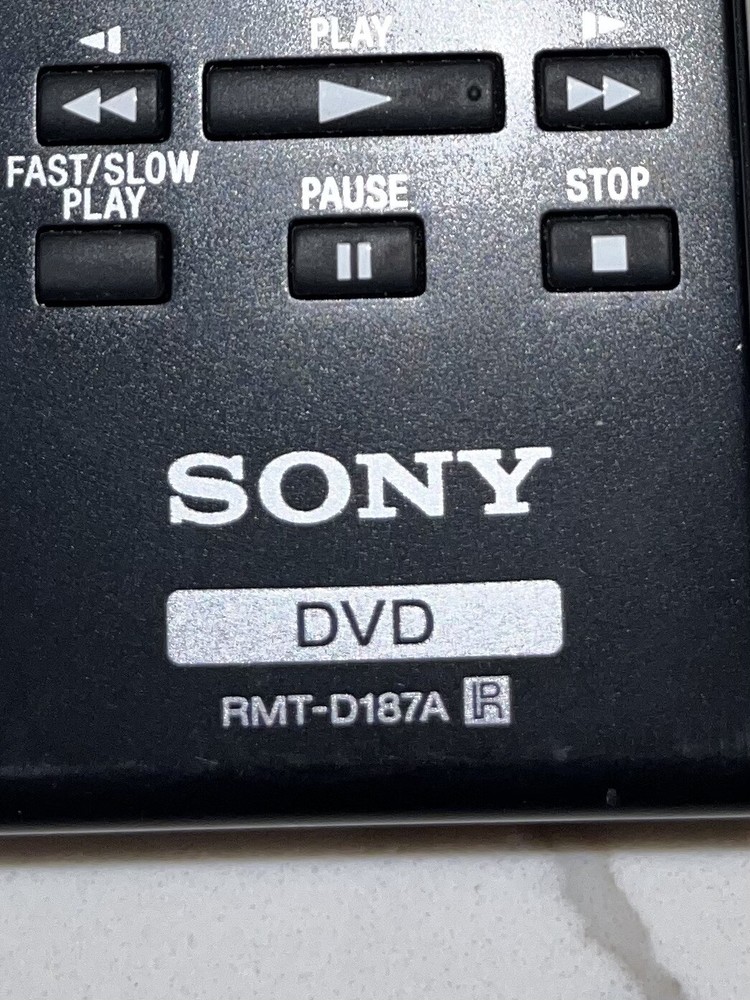 PLAY
FAST/SLOW
PLAY
PAUSE
STOP
SONY
DVD
RMT-D187A R